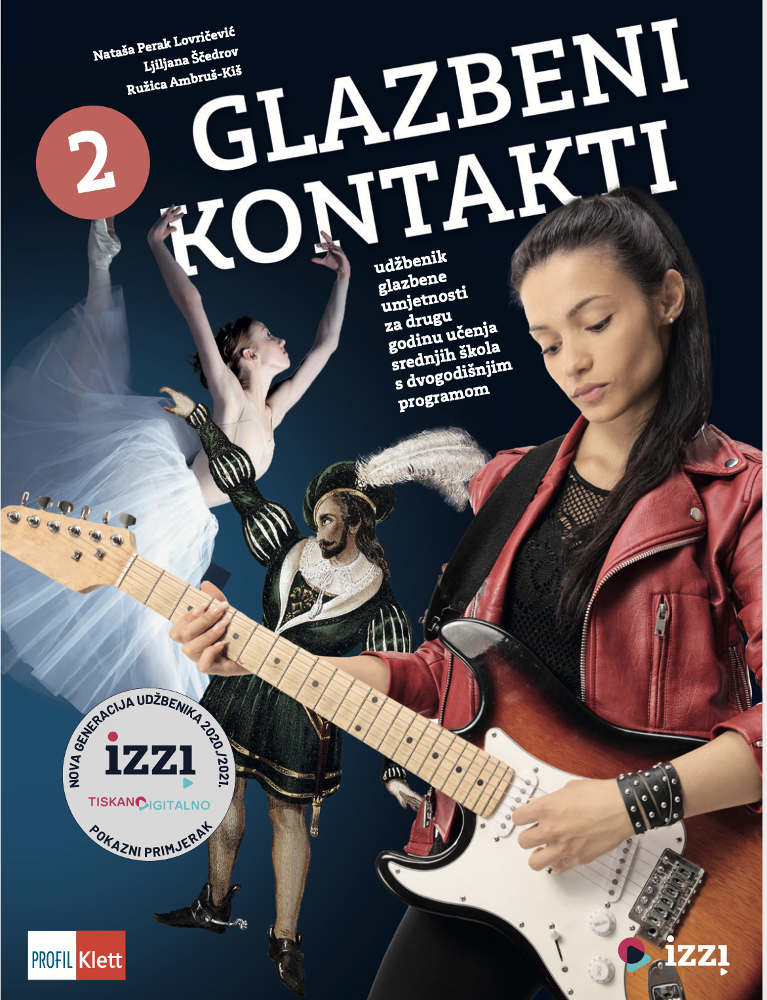 Nataša Perak Lovričević
Ljiljana Ščedrov
Ružica Ambruš-Kiš
GLAZBENI
KONTAKTI
2
udžbenik
glazbene
umjetnosti
za drugu
godinu učenja
srednjih škola
s dvogodišnjim
programom
NOVA GENERACIJA UDŽBENIKA 2020./2021.
izzi
TISKANO DIGITALNO
POKAZNI PRIMJERAK
PROFIL Klett
izzi